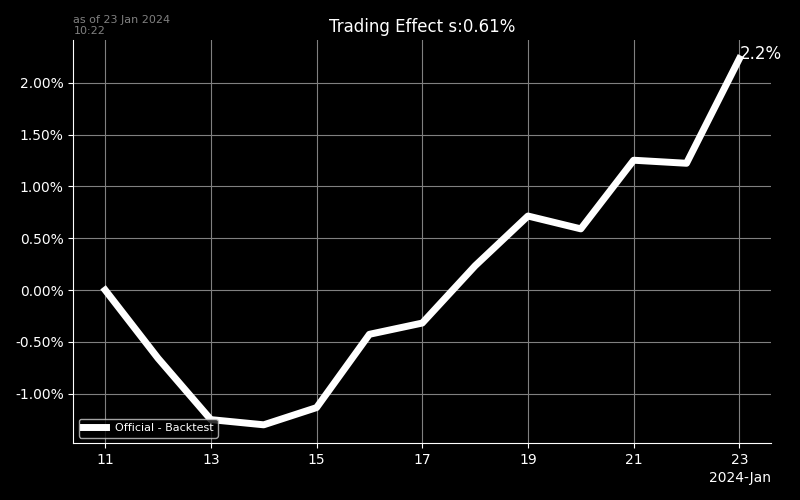 as of 23 Jan 2024
10:22
Trading Effect s:0.61%
2.2%
2.00%
1.50%
1.00%
0.50%
0.00%
-0.50%
-1.00%
Official - Backtest
11 13 15 17 19 21 23
2024-Jan